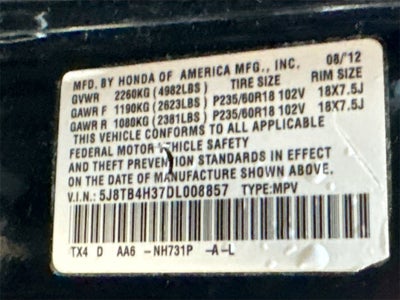 MFD. BY HONDA OF AMERICA MFG., INC. 08/12
GVWR 2260KG (4982LBS) TIRE SIZE RIM SIZE
GAWR F 1190KG (2623LBS) P235/60R18 102V 18X7.5J
GAWR R 1080KG (2381LBS) P235/60R18 102V 18X7.5J
THIS VEHICLE CONFORMS TO ALL APPLICABLE
FEDERAL MOTOR VEHICLE SAFETY
AND THEFT PREVENTION STANDARDS IN EFFECT
ON THE DATE OF MANUFACTURE SHOWN ABOVE.
V.I.N.: 5J8TB4H37DL008857 TYPE:MPV
TX4 D AA6 -NH731P -A-L